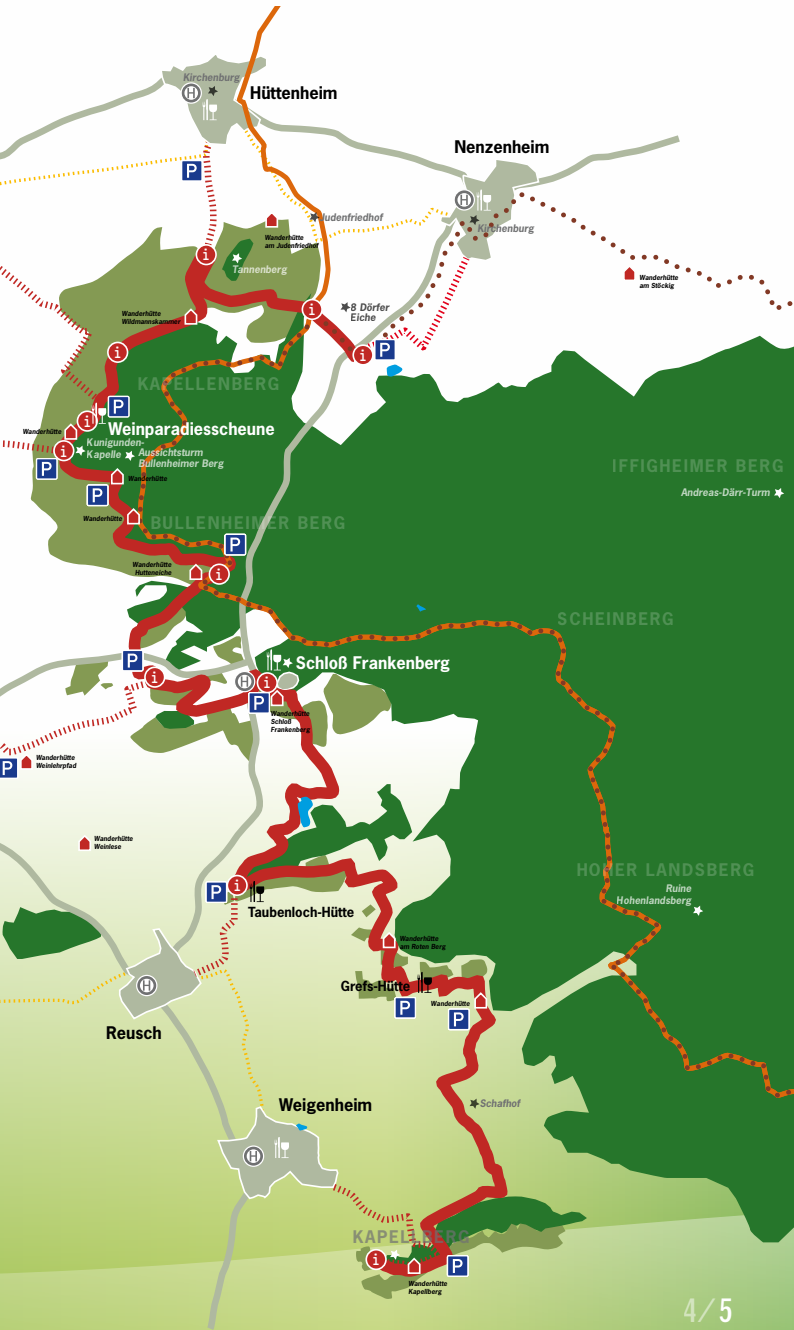 Kirchenburg
H
Hüttenheim
Nenzenheim
P
H
Judenfriedhof
Kirchenburg
Wanderhütte
am Judenfriedhof
i
Tannenberg
Wanderhütte
am Stöckig
Wanderhütte
Wildmannskammer
i
8 Dörfer
Eiche
i
i
P
KAPELLENBERG
P
i
Weinparadiesscheune
Wanderhütte
Kunigunden-
Kapelle
Aussichtsturm
Bullenheimer Berg
i
P
IFFIGHEIMER BERG
Wanderhütte
Andreas-Därr-Turm
P
Wanderhütte
BULLENHEIMER BERG
P
Wanderhütte
Hutteneiche
i
SCHEINBERG
P
Schloß Frankenberg
i
H
i
P
Wanderhütte
Schloß
Frankenberg
Wanderhütte
Weinlehrpfad
P
Wanderhütte
Weinlese
HOHER LANDSBERG
P
i
Ruine
Hohenlandsberg
Taubenloch-Hütte
Wanderhütte
am Roten Berg
H
Grefs-Hütte
P
Wanderhütte
P
Reusch
Weigenheim
Schafhof
H
KAPELLBERG
i
P
Wanderhütte
Kapellberg
4/5